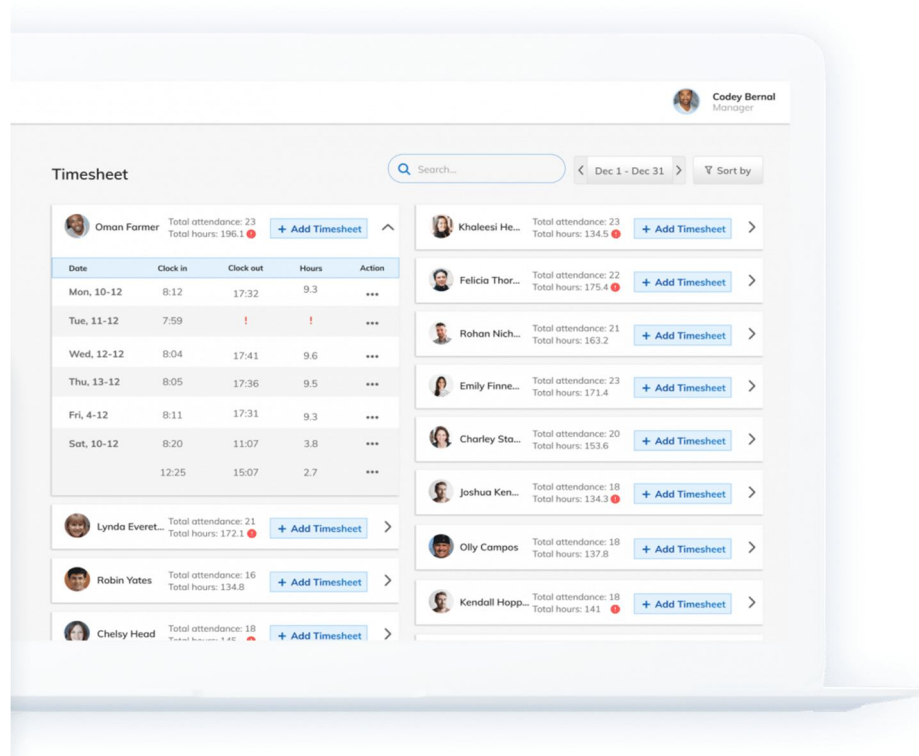 Codey Bernal
Manager
Timesheet
Search...
Dec 1 - Dec 31
Sort by
Oman Farmer
Total attendance: 23
Total hours: 196.1
+ Add Timesheet
Date Clock in Clock out Hours Action
Mon, 10-12 8:12 17:32 9.3 •••
Tue, 11-12 7:59 ! ! •••
Wed, 12-12 8:04 17:41 9.6 •••
Thu, 13-12 8:05 17:36 9.5 •••
Fri, 4-12 8:11 17:31 9.3 •••
Sat, 10-12 8:20 11:07 3.8 •••
12:25 15:07 2.7 •••
Lynda Everet...
Total attendance: 21
Total hours: 172.1
+ Add Timesheet
Robin Yates
Total attendance: 16
Total hours: 134.8
+ Add Timesheet
Chelsy Head
Total attendance: 18
Total hours: 145
+ Add Timesheet
Khaleesi He...
Total attendance: 23
Total hours: 134.5
+ Add Timesheet
Felicia Thor...
Total attendance: 22
Total hours: 175.4
+ Add Timesheet
Rohan Nich...
Total attendance: 21
Total hours: 163.2
+ Add Timesheet
Emily Finne...
Total attendance: 23
Total hours: 171.4
+ Add Timesheet
Charley Sta...
Total attendance: 20
Total hours: 153.6
+ Add Timesheet
Joshua Ken...
Total attendance: 18
Total hours: 134.3
+ Add Timesheet
Olly Campos
Total attendance: 18
Total hours: 137.8
+ Add Timesheet
Kendall Hopp...
Total attendance: 18
Total hours: 141
+ Add Timesheet